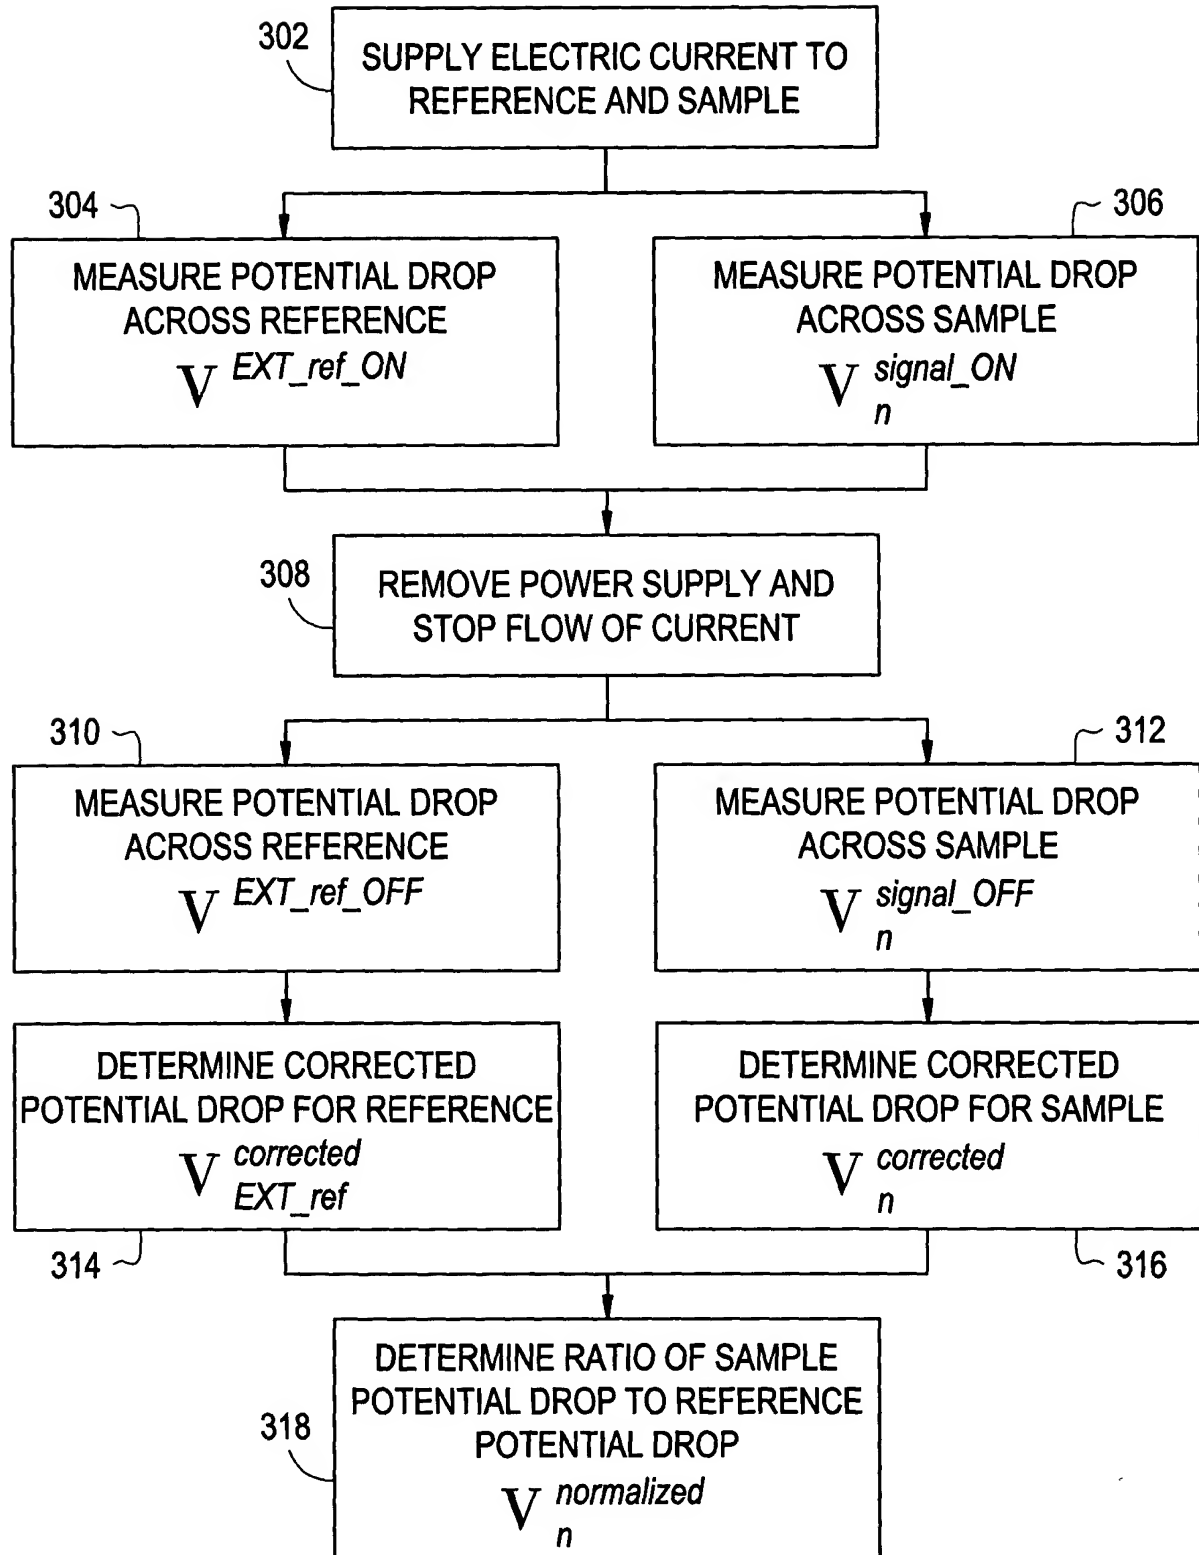 302
SUPPLY ELECTRIC CURRENT TO
REFERENCE AND SAMPLE
304
MEASURE POTENTIAL DROP
ACROSS REFERENCE
V EXT_ref_ON
306
MEASURE POTENTIAL DROP
ACROSS SAMPLE
V signal_ON
n
308
REMOVE POWER SUPPLY AND
STOP FLOW OF CURRENT
310
MEASURE POTENTIAL DROP
ACROSS REFERENCE
V EXT_ref_OFF
312
MEASURE POTENTIAL DROP
ACROSS SAMPLE
V signal_OFF
n
DETERMINE CORRECTED
POTENTIAL DROP FOR REFERENCE
V corrected
EXT_ref
314
DETERMINE CORRECTED
POTENTIAL DROP FOR SAMPLE
V corrected
n
316
DETERMINE RATIO OF SAMPLE
POTENTIAL DROP TO REFERENCE
POTENTIAL DROP
318
V normalized
n